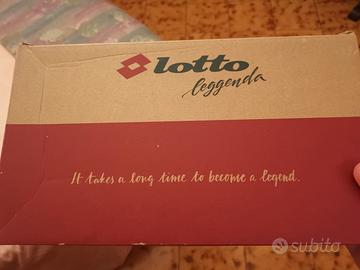 lotto
leggenda
It takes a long time to become a legend.
subito